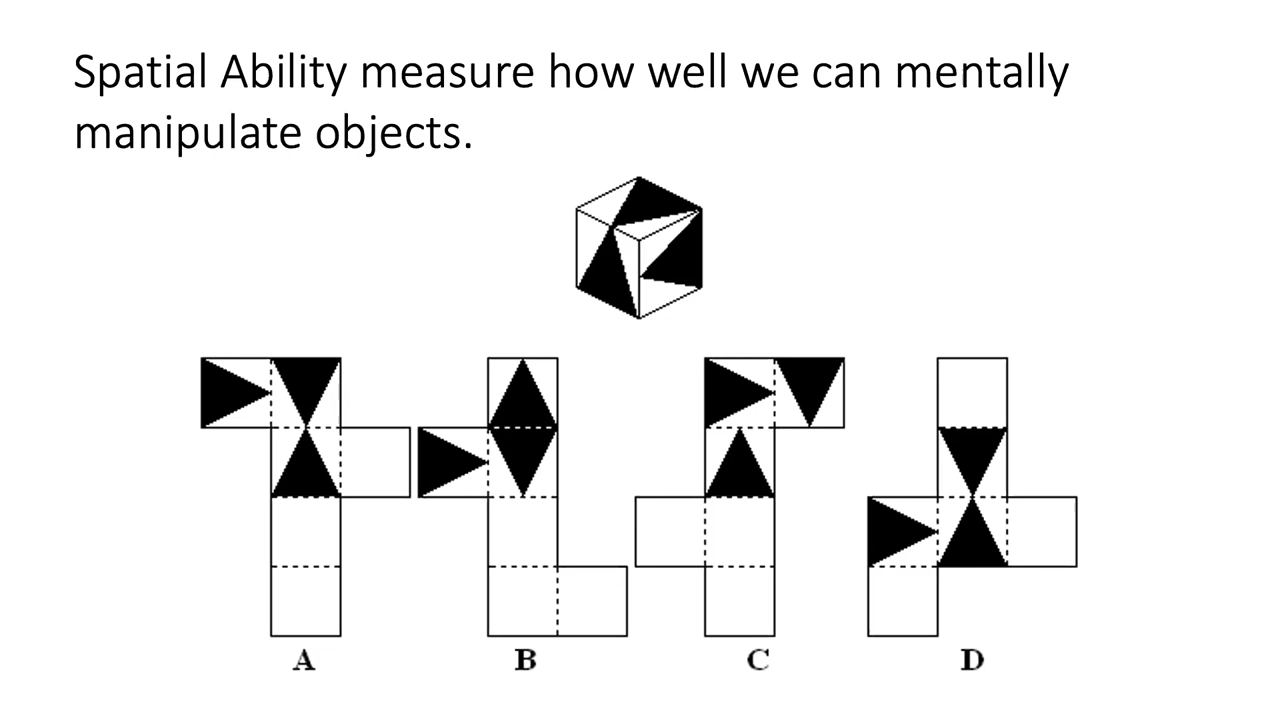 Spatial Ability measure how well we can mentally
manipulate objects.
A B C D